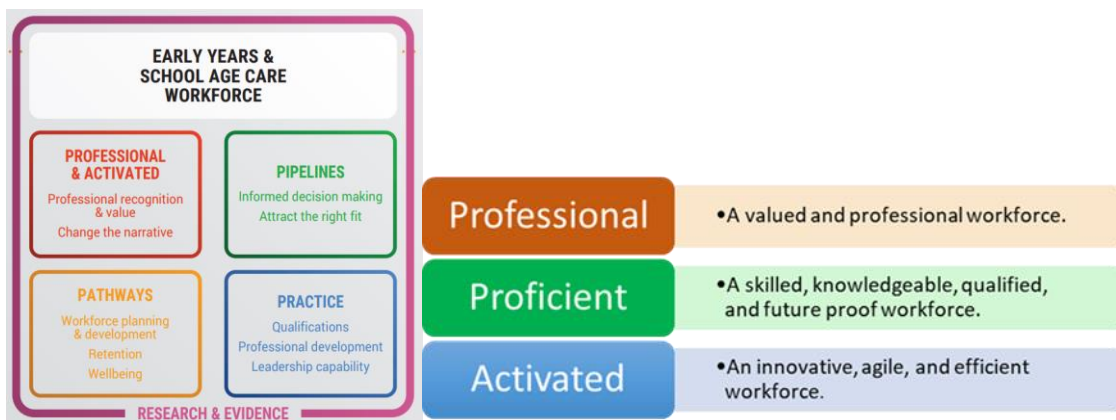 EARLY YEARS &
SCHOOL AGE CARE
WORKFORCE
PROFESSIONAL
& ACTIVATED
Professional recognition
& value
Change the narrative
PIPELINES
Informed decision making
Attract the right fit
PATHWAYS
Workforce planning
& development
Retention
Wellbeing
PRACTICE
Qualifications
Professional development
Leadership capability
RESEARCH & EVIDENCE
Professional
•A valued and professional workforce.
Proficient
•A skilled, knowledgeable, qualified,
and future proof workforce.
Activated
•An innovative, agile, and efficient
workforce.